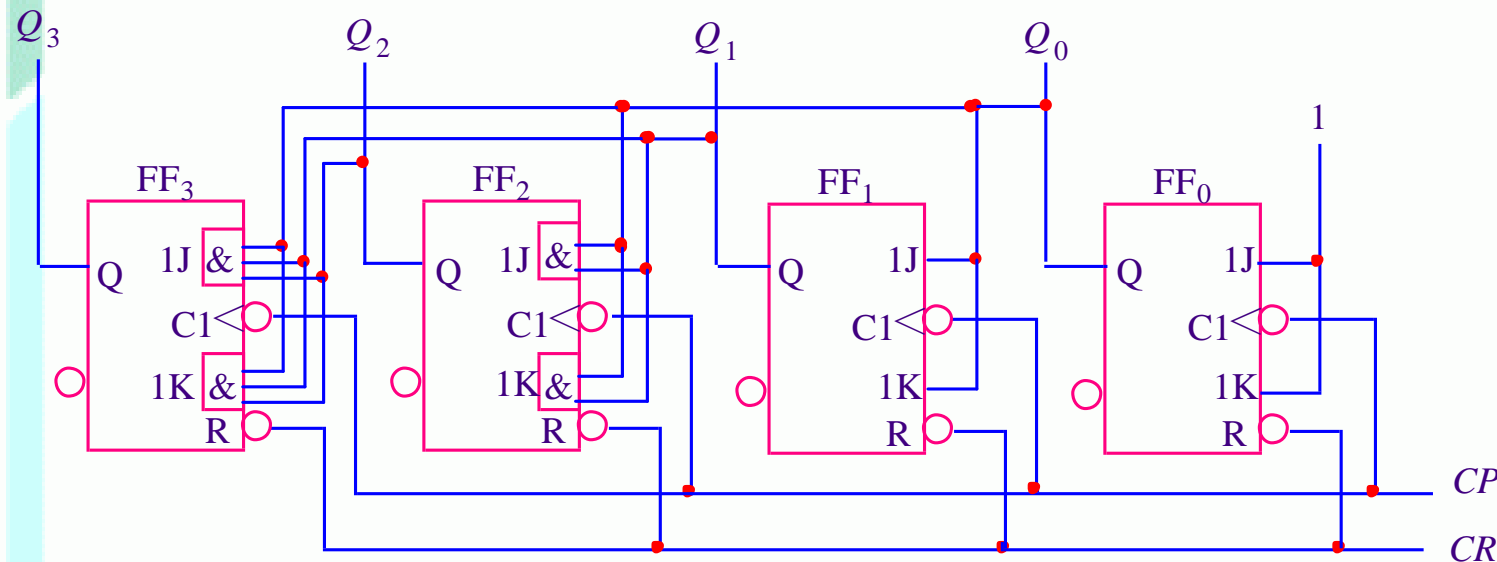 Q3 Q2 Q1 Q0
1
FF3 FF2 FF1 FF0
1J & 1J & 1J 1J
Q Q Q Q
C1 C1 C1 C1
1K & 1K & 1K 1K
R R R R
CP
CR